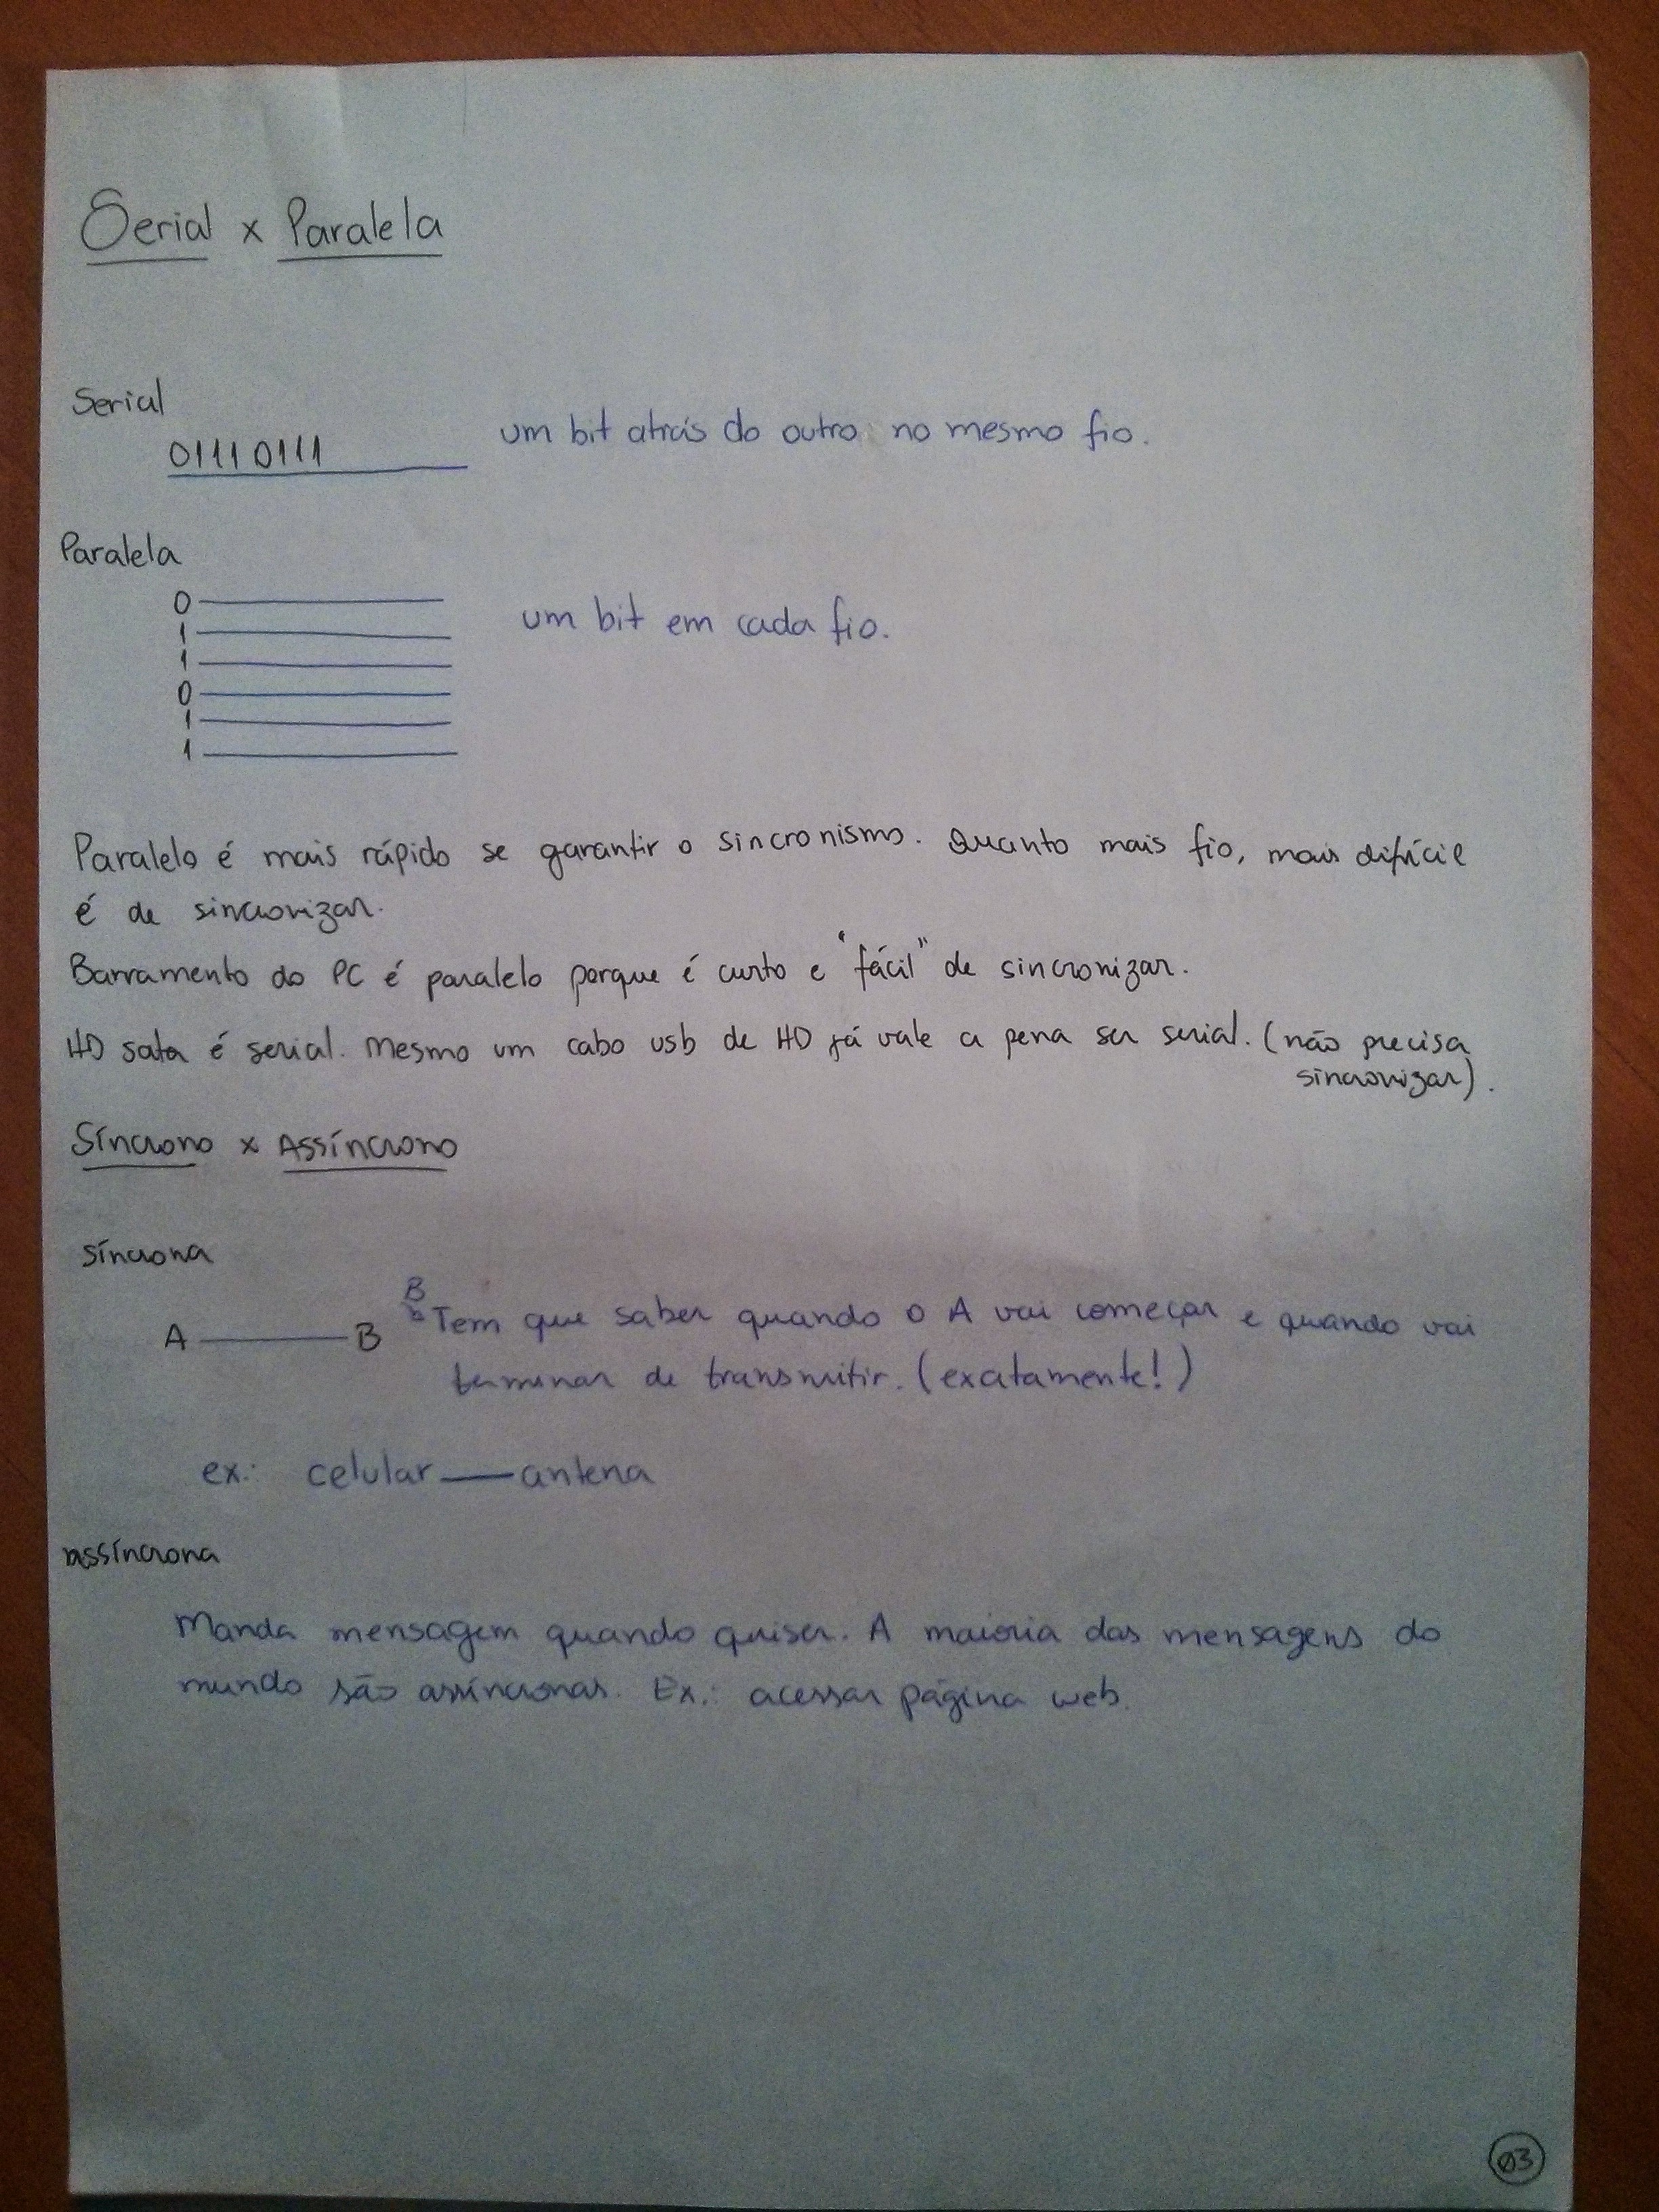 Serial x Paralela
Serial
01110111
um bit atrás do outro no mesmo fio.
Paralela
0
1
1
0
1
1
um bit em cada fio.
Paralelo é mais rápido se garantir o sincronismo. Quanto mais fio, mais difícil
é de sincronizar.
Barramento do PC é paralelo porque é curto e "fácil" de sincronizar.
HD sata é serial. Mesmo um cabo usb de HD já vale a pena ser serial. (não precisa
sincronizar).
Síncrono x Assíncrono
síncrona
A B
B
Tem que saber quando o A vai começar e quando vai
terminar de transmitir. (exatamente!)
ex.: celular — antena
assíncrona
Manda mensagem quando quiser. A maioria das mensagens do
mundo são assíncronas. Ex.: acessar página web.
03